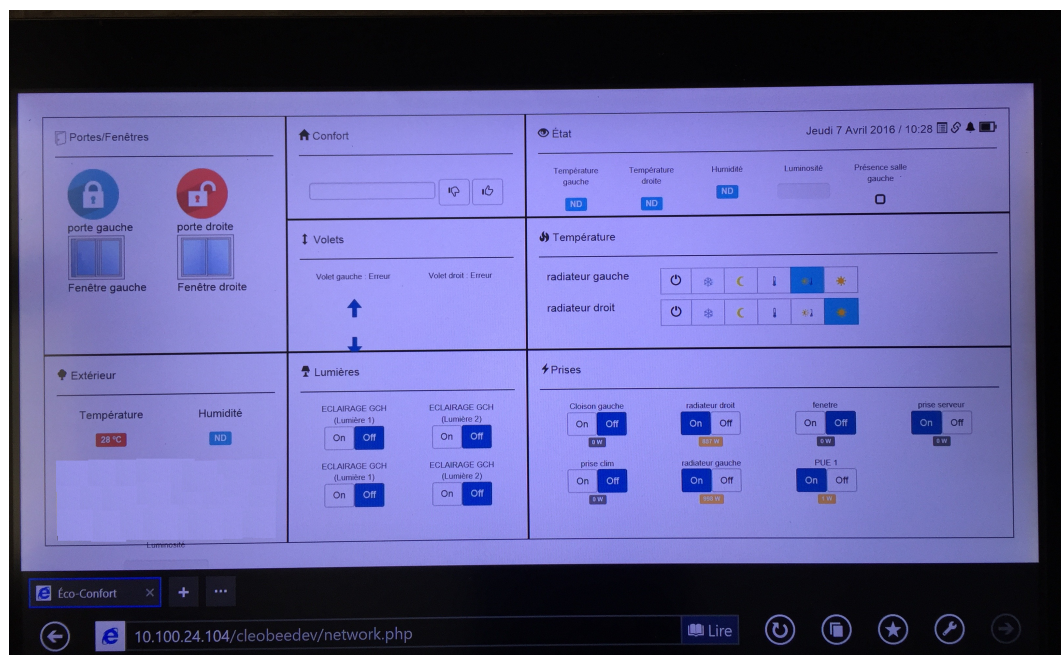 Portes/Fenêtres
porte gauche
porte droite
Fenêtre gauche
Fenêtre droite
Confort
État
Jeudi 7 Avril 2016 / 10:28
Température gauche
ND
Température droite
ND
Humidité
ND
Luminosité
Présence salle gauche
Volets
Volet gauche : Erreur
Volet droit : Erreur
Température
radiateur gauche
radiateur droit
Extérieur
Température
28 °C
Humidité
ND
Luminosité
Lumières
ECLAIRAGE GCH
(Lumière 1)
On Off
ECLAIRAGE GCH
(Lumière 2)
On Off
ECLAIRAGE GCH
(Lumière 1)
On Off
ECLAIRAGE GCH
(Lumière 2)
On Off
Prises
Cloison gauche
On Off
0 W
radiateur droit
On Off
fenetre
On Off
0 W
prise serveur
On Off
0 W
prise clim
On Off
0 W
radiateur gauche
On Off
PUE 1
On Off
1 W
Éco-Confort
10.100.24.104/cleobeedev/network.php
Lire